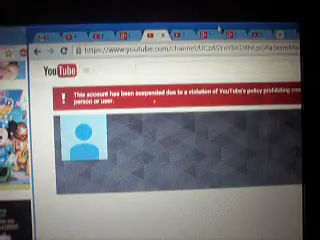 https://www.youtube.com/channel/
YouTube
This account has been suspended due to a violation of YouTube's policy prohibiting
person or user.